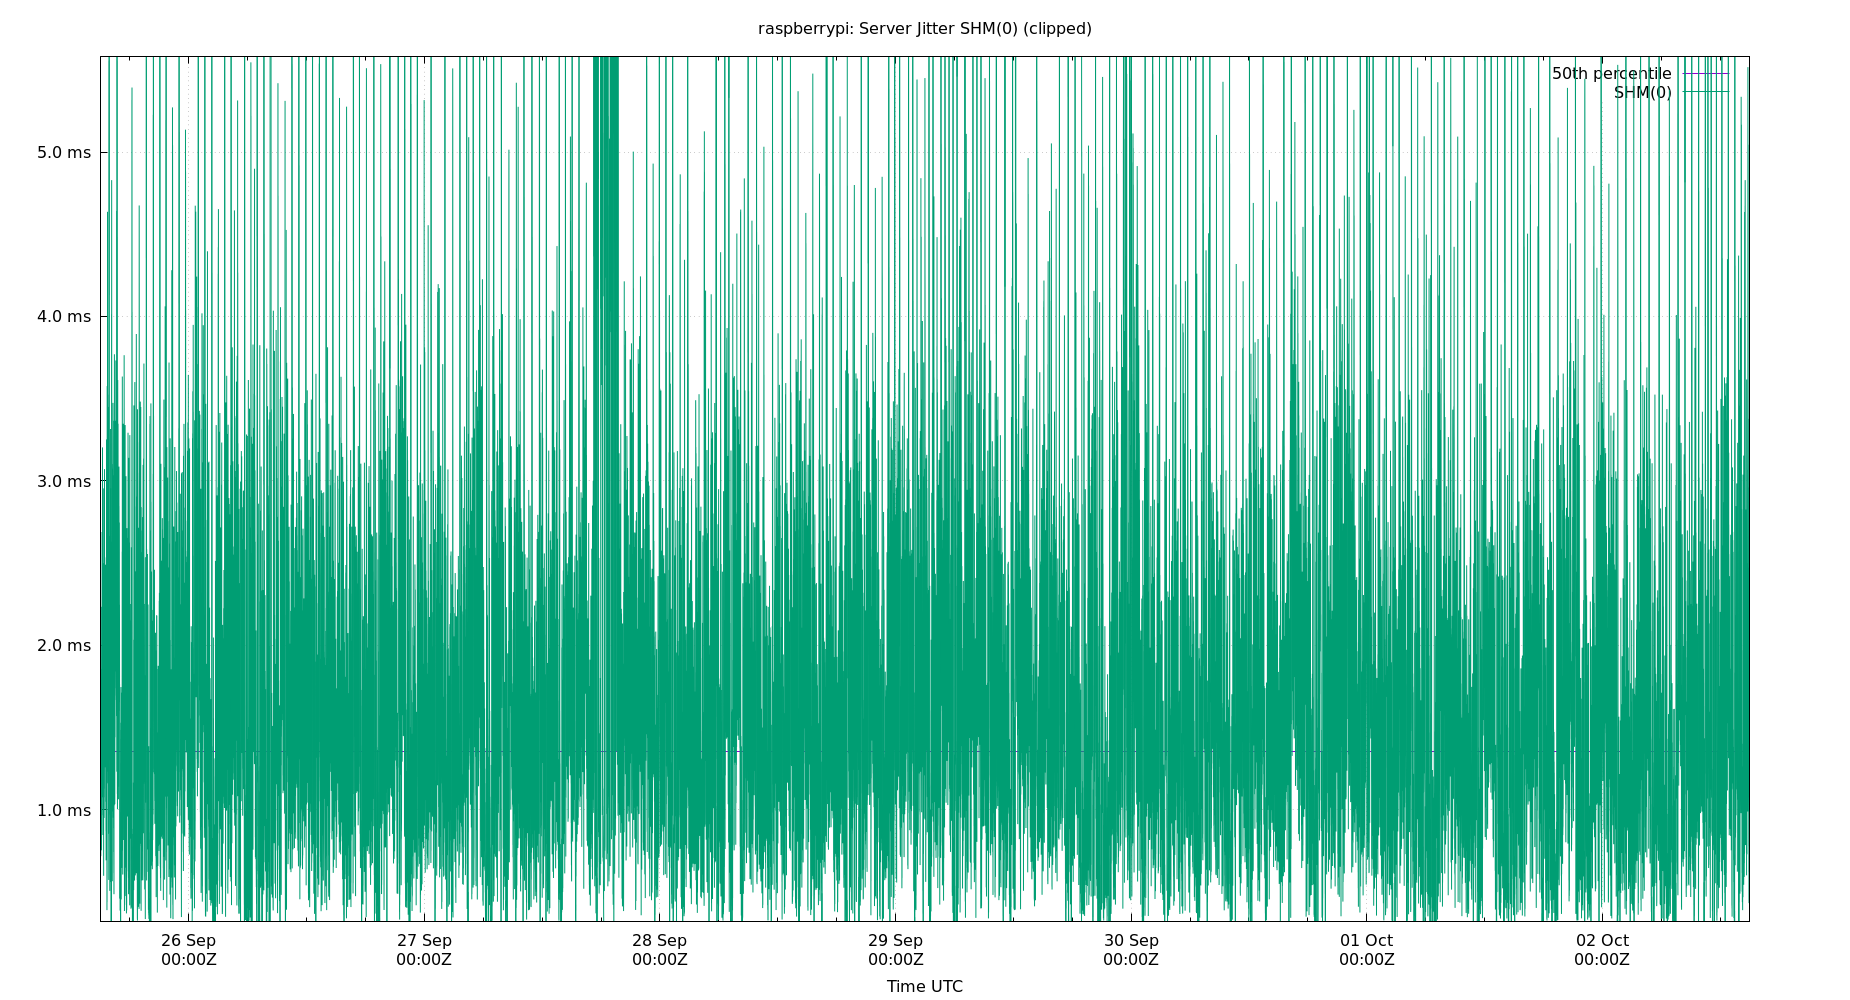 raspberrypi: Server Jitter SHM(0) (clipped)
50th percentile
SHM(0)
5.0 ms
4.0 ms
3.0 ms
2.0 ms
1.0 ms
26 Sep 27 Sep 28 Sep 29 Sep 30 Sep 01 Oct 02 Oct
00:00Z 00:00Z 00:00Z 00:00Z 00:00Z 00:00Z 00:00Z
Time UTC